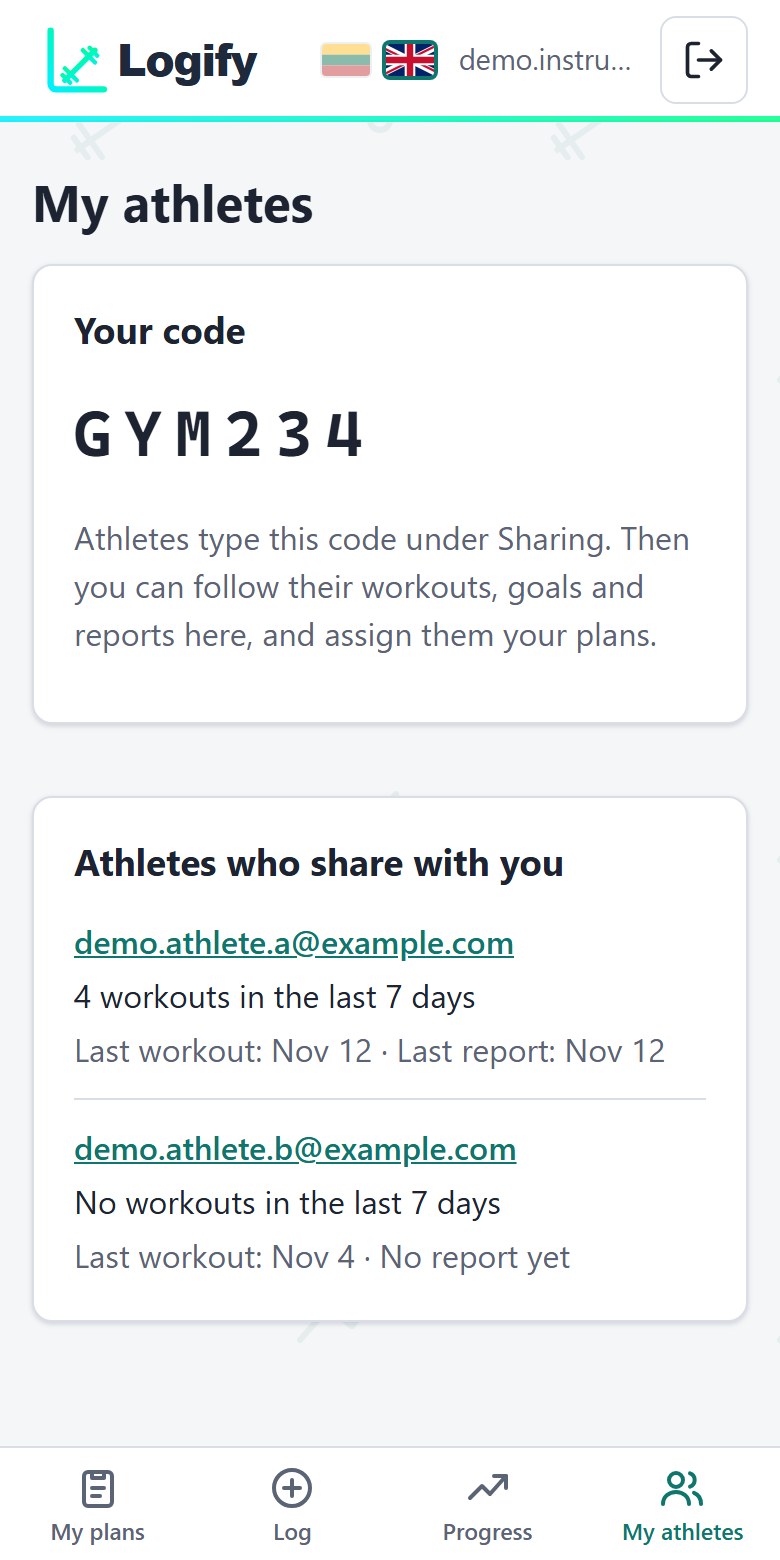 Logify
demo.instru...
My athletes
Your code
GYM234
Athletes type this code under Sharing. Then
you can follow their workouts, goals and
reports here, and assign them your plans.
Athletes who share with you
demo.athlete.a@example.com
4 workouts in the last 7 days
Last workout: Nov 12 · Last report: Nov 12
demo.athlete.b@example.com
No workouts in the last 7 days
Last workout: Nov 4 · No report yet
My plans
Log
Progress
My athletes